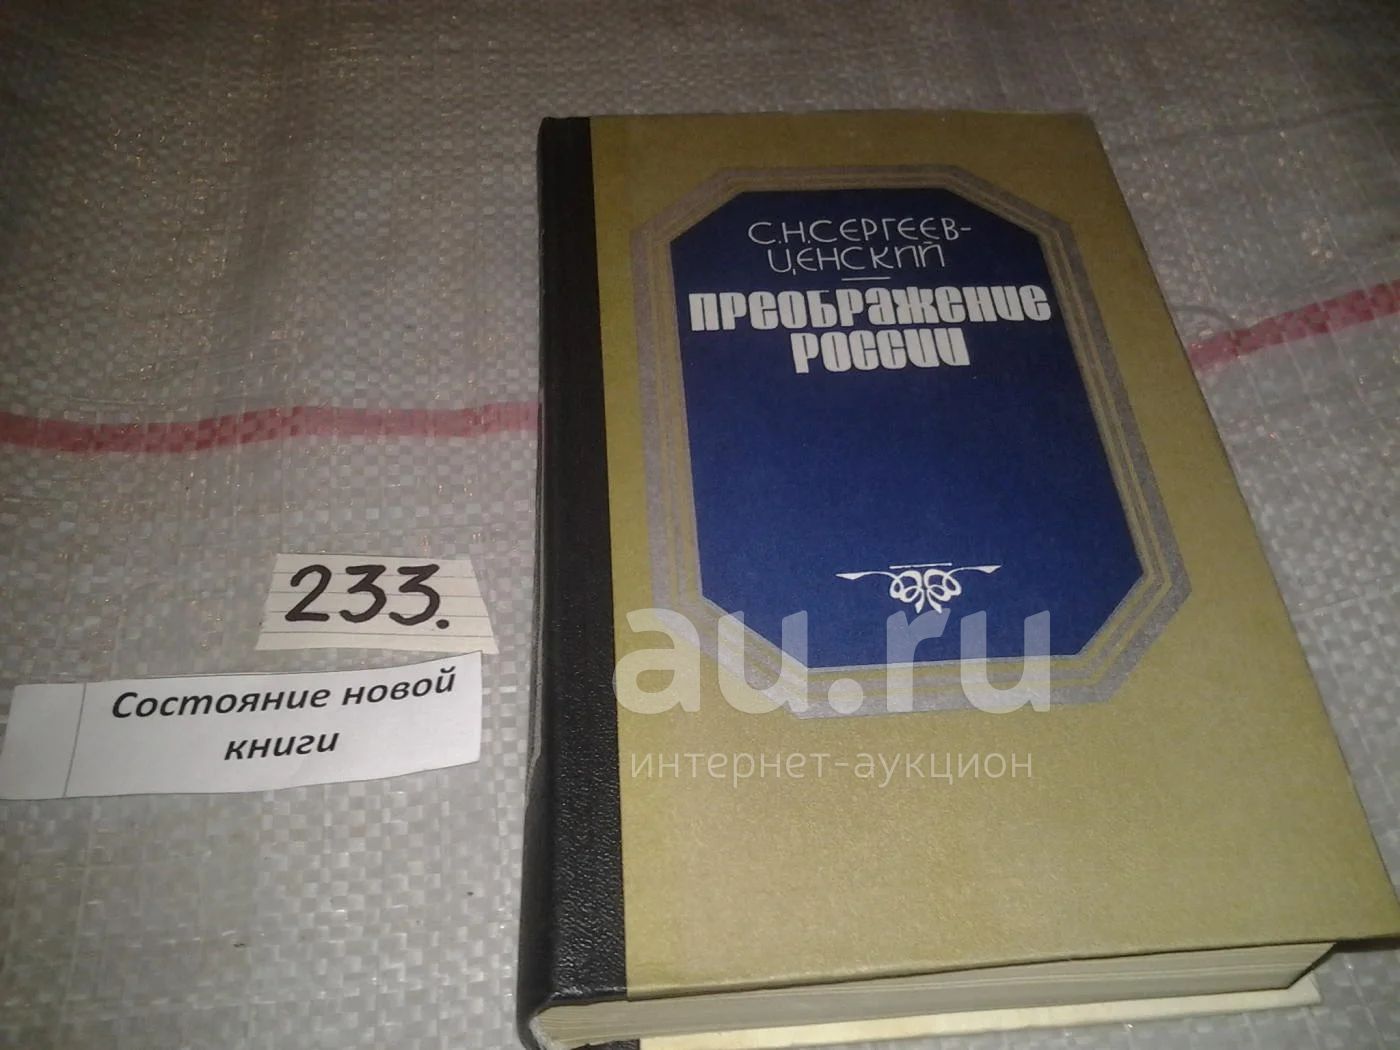 С.Н.СЕРГЕЕВ-
ЦЕНСКИЙ
ПРЕОБРАЖЕНИЕ
РОССИИ
233.
Состояние новой
книги
au.ru
интернет-аукцион